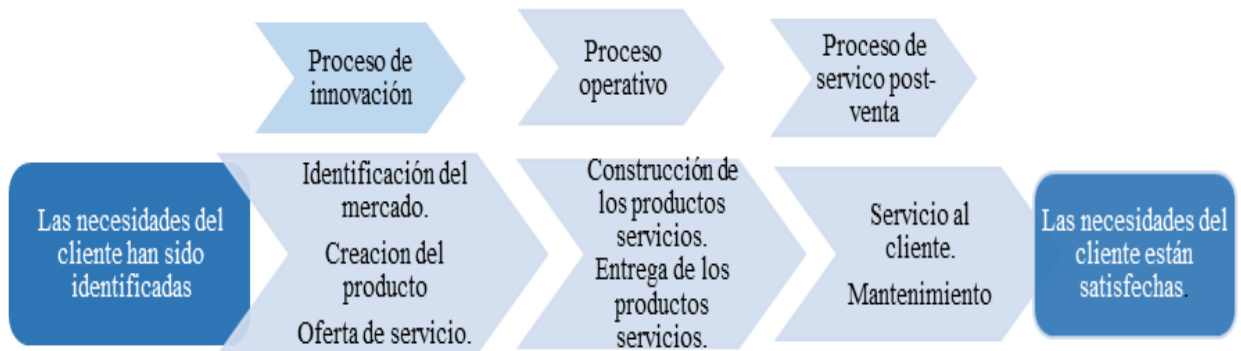 Proceso de
innovación
Proceso
operativo
Proceso de
servico post-
venta
Las necesidades del
cliente han sido
identificadas
Identificación del
mercado.
Creacion del
producto
Oferta de servicio.
Construcción de
los productos
servicios.
Entrega de los
productos
servicios.
Servicio al
cliente.
Mantenimiento
Las necesidades del
cliente están
satisfechas.